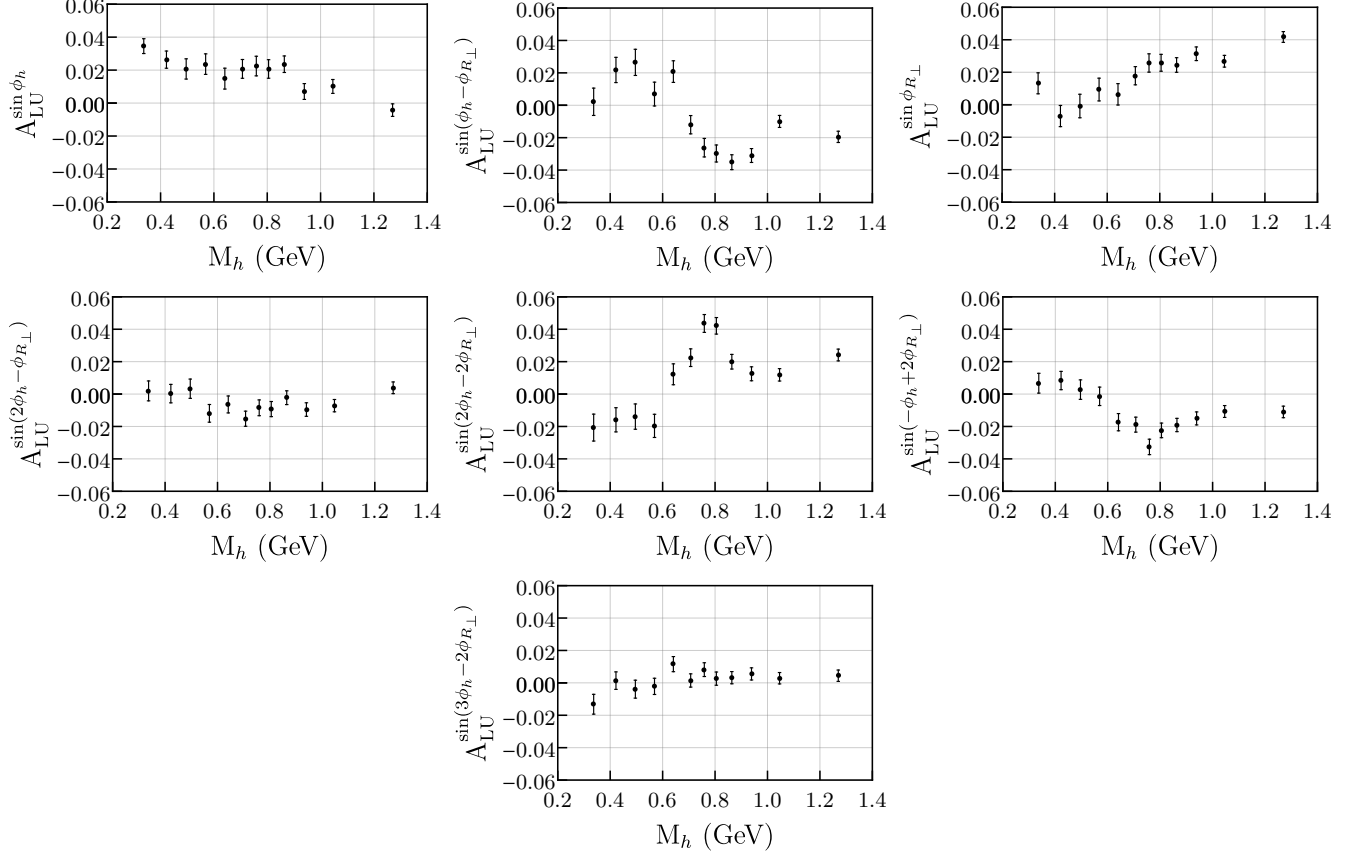 A_LU^{sin φ_h}
0.06
0.04
0.02
0.00
−0.02
−0.04
−0.06
0.2 0.4 0.6 0.8 1.0 1.2 1.4
M_h (GeV)
A_LU^{sin(φ_h−φ_{R⊥})}
0.06
0.04
0.02
0.00
−0.02
−0.04
−0.06
0.2 0.4 0.6 0.8 1.0 1.2 1.4
M_h (GeV)
A_LU^{sin φ_{R⊥}}
0.06
0.04
0.02
0.00
−0.02
−0.04
−0.06
0.2 0.4 0.6 0.8 1.0 1.2 1.4
M_h (GeV)
A_LU^{sin(2φ_h−φ_{R⊥})}
0.06
0.04
0.02
0.00
−0.02
−0.04
−0.06
0.2 0.4 0.6 0.8 1.0 1.2 1.4
M_h (GeV)
A_LU^{sin(2φ_h−2φ_{R⊥})}
0.06
0.04
0.02
0.00
−0.02
−0.04
−0.06
0.2 0.4 0.6 0.8 1.0 1.2 1.4
M_h (GeV)
A_LU^{sin(−φ_h+2φ_{R⊥})}
0.06
0.04
0.02
0.00
−0.02
−0.04
−0.06
0.2 0.4 0.6 0.8 1.0 1.2 1.4
M_h (GeV)
A_LU^{sin(3φ_h−2φ_{R⊥})}
0.06
0.04
0.02
0.00
−0.02
−0.04
−0.06
0.2 0.4 0.6 0.8 1.0 1.2 1.4
M_h (GeV)